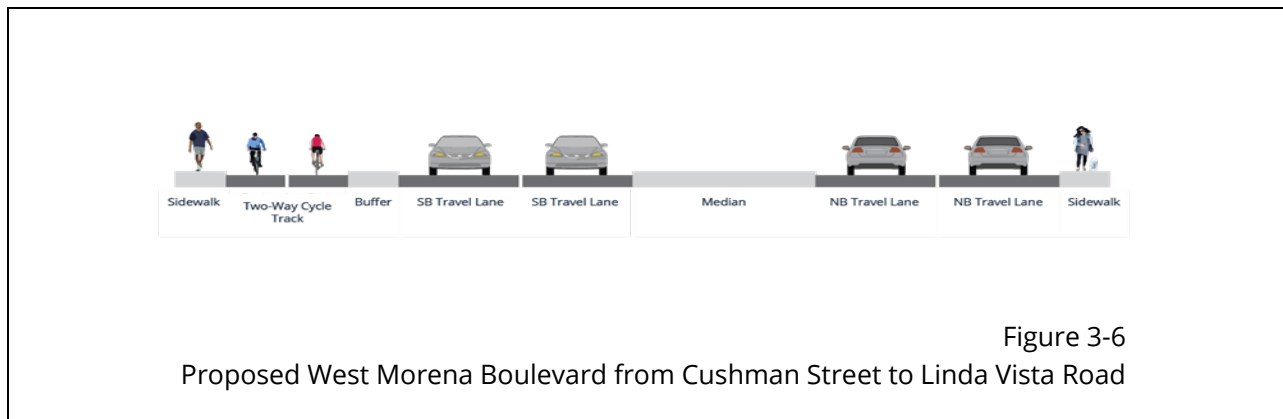 Sidewalk
Two-Way Cycle
Track
Buffer
SB Travel Lane
SB Travel Lane
Median
NB Travel Lane
NB Travel Lane
Sidewalk
Figure 3-6
Proposed West Morena Boulevard from Cushman Street to Linda Vista Road